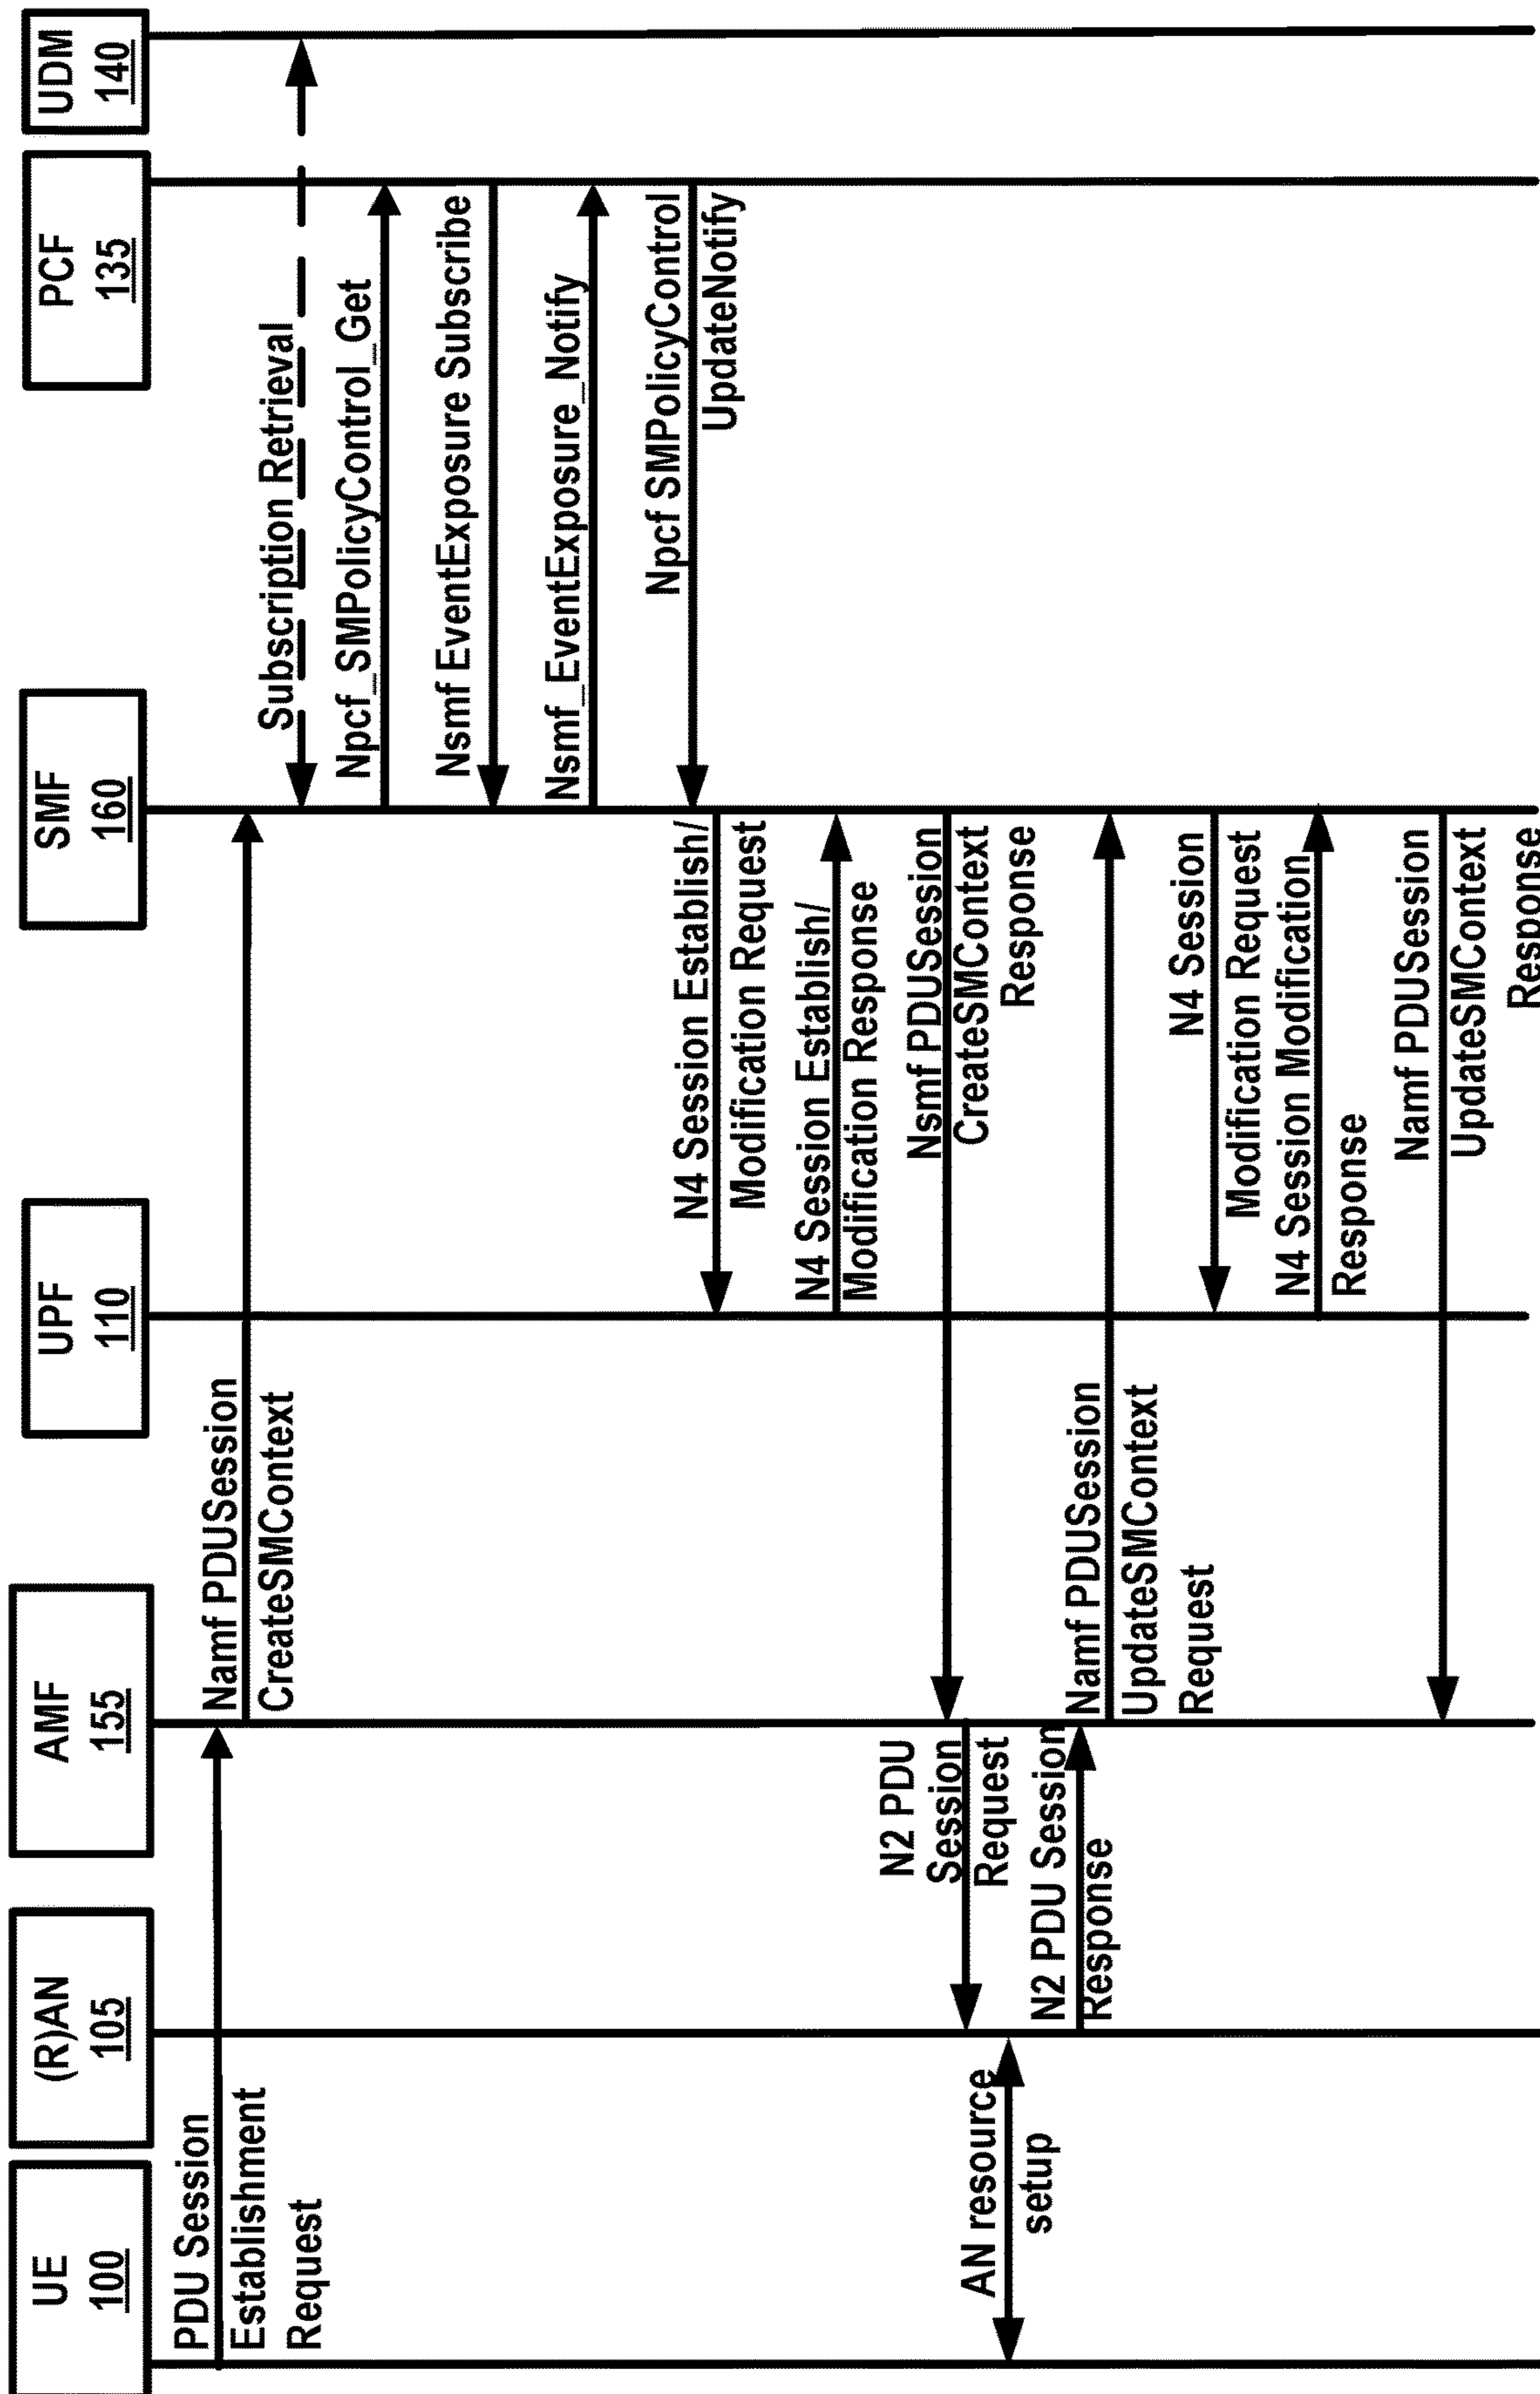 UE
100
(R)AN
105
AMF
155
UPF
110
SMF
160
PCF
135
UDM
140
PDU Session
Establishment
Request
Namf PDUSession
CreateSMContext
Subscription Retrieval
Npcf_SMPolicyControl_Get
Nsmf EventExposure Subscribe
Nsmf_EventExposure_Notify
Npcf SMPolicyControl
UpdateNotify
N4 Session Establish/
Modification Request
N4 Session Establish/
Modification Response
Nsmf PDUSession
CreateSMContext
Response
N2 PDU
Session
Request
AN resource
setup
N2 PDU Session
Response
Namf PDUSession
UpdateSMContext
Request
N4 Session
Modification Request
N4 Session Modification
Response
Namf PDUSession
UpdateSMContext
Response